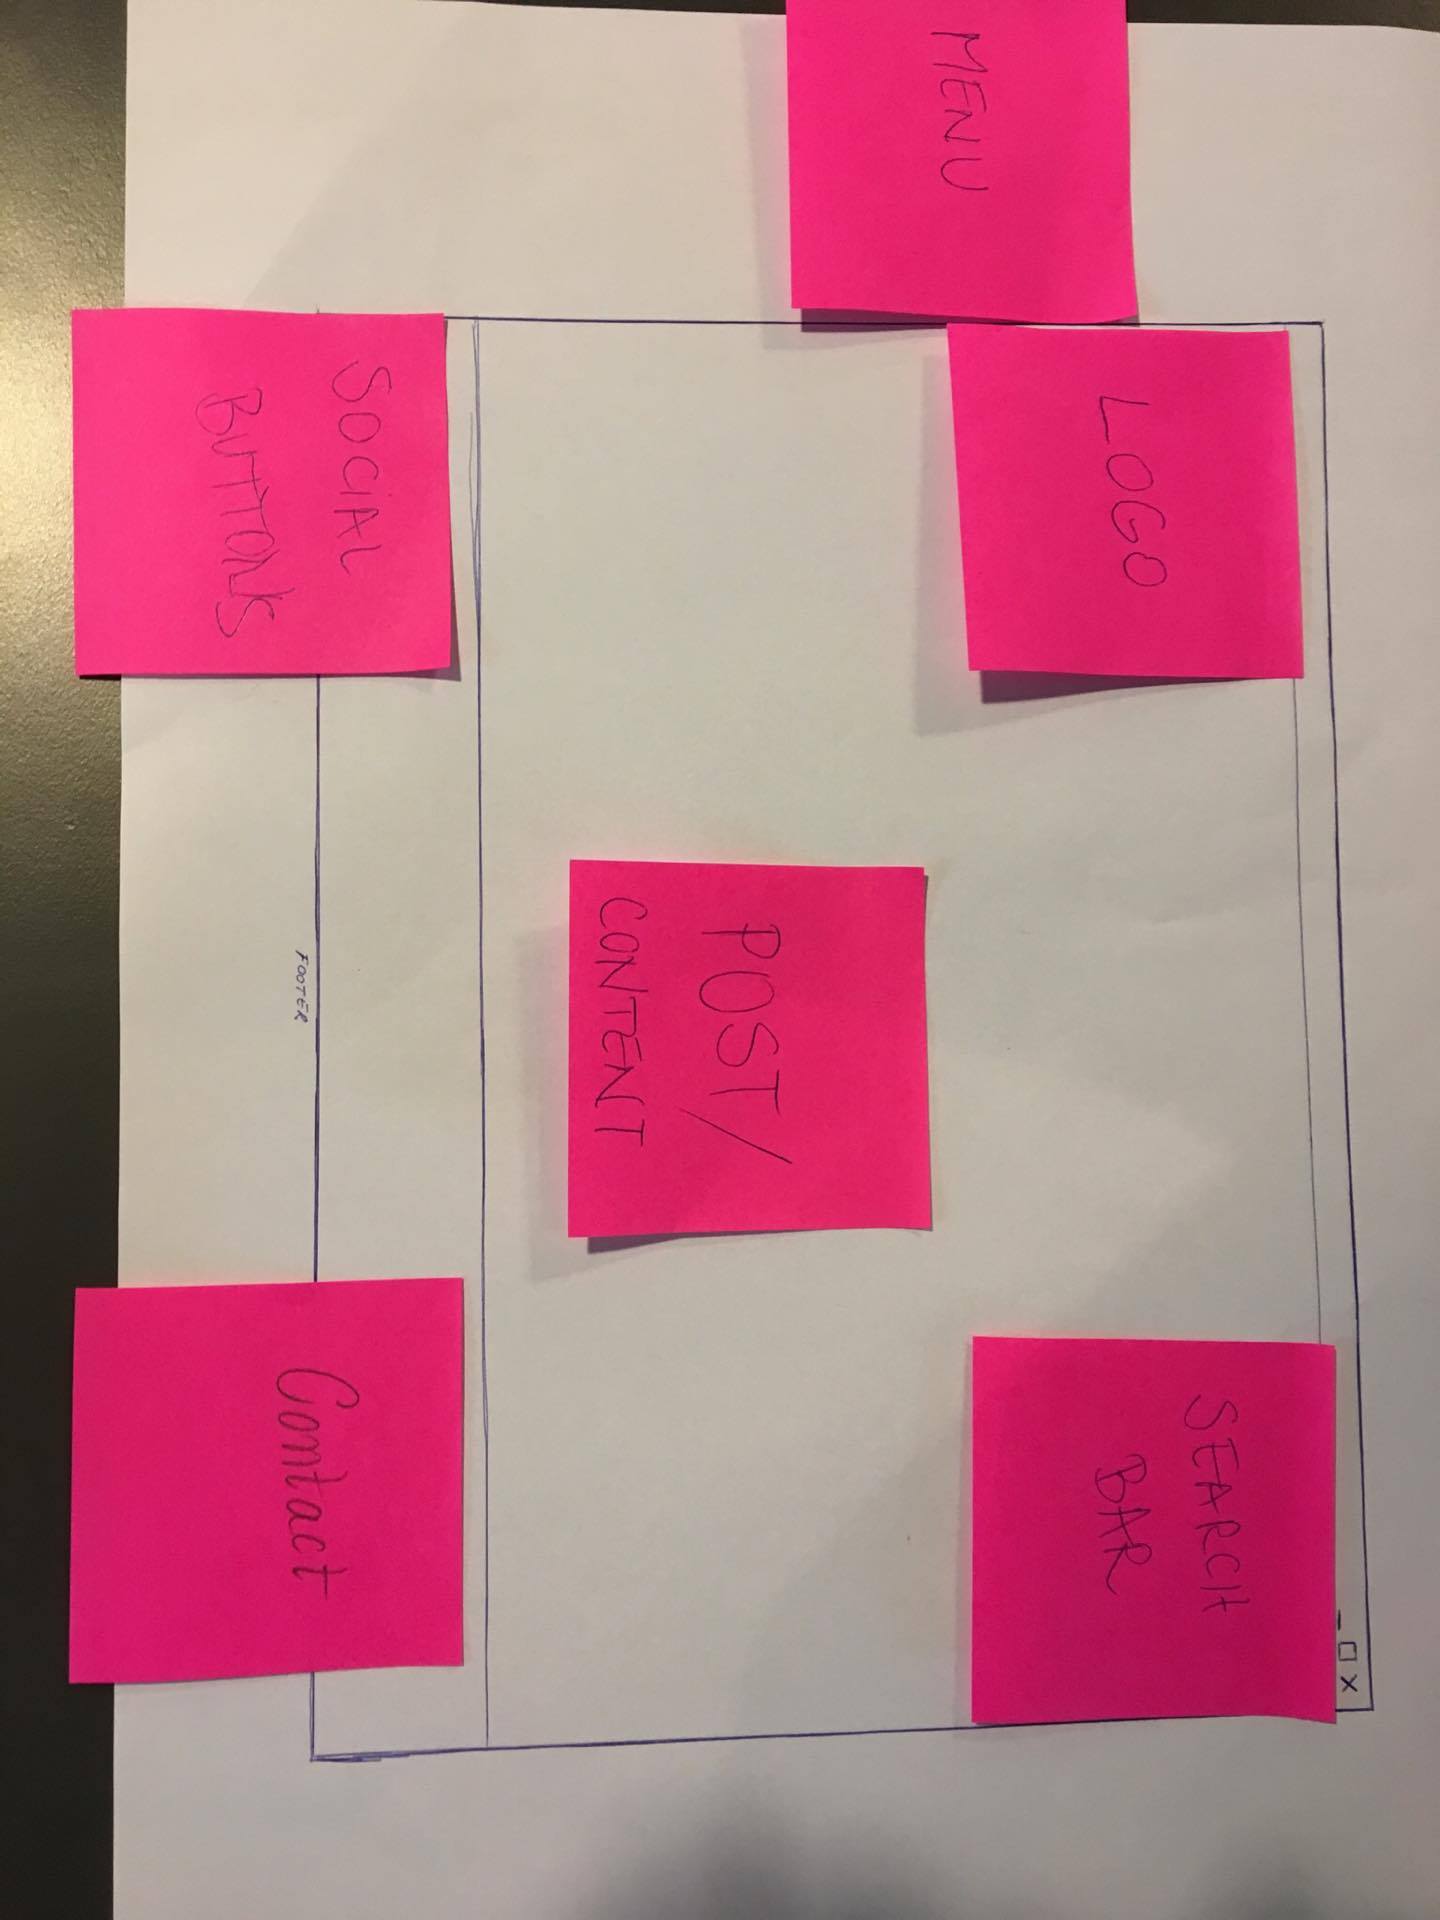 LOGO
SEARCH
BAR
MENU
POST/
CONTENT
SOCiAL
BUTTONS
Contact
FOOTER